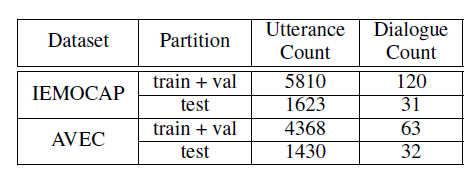 Dataset Partition Utterance Count Dialogue Count
IEMOCAP train + val 5810 120
test 1623 31
AVEC train + val 4368 63
test 1430 32